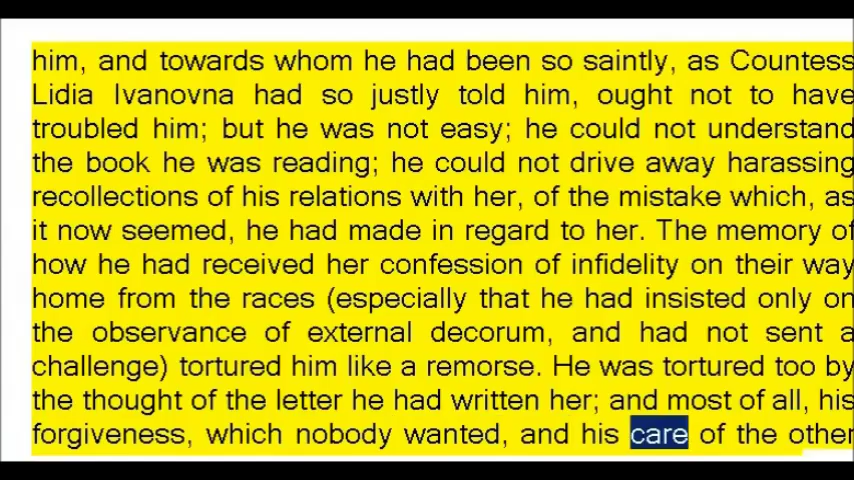 him, and towards whom he had been so saintly, as Countess
Lidia Ivanovna had so justly told him, ought not to have
troubled him; but he was not easy; he could not understand
the book he was reading; he could not drive away harassing
recollections of his relations with her, of the mistake which, as
it now seemed, he had made in regard to her. The memory of
how he had received her confession of infidelity on their way
home from the races (especially that he had insisted only on
the observance of external decorum, and had not sent a
challenge) tortured him like a remorse. He was tortured too by
the thought of the letter he had written her; and most of all, his
forgiveness, which nobody wanted, and his care of the other